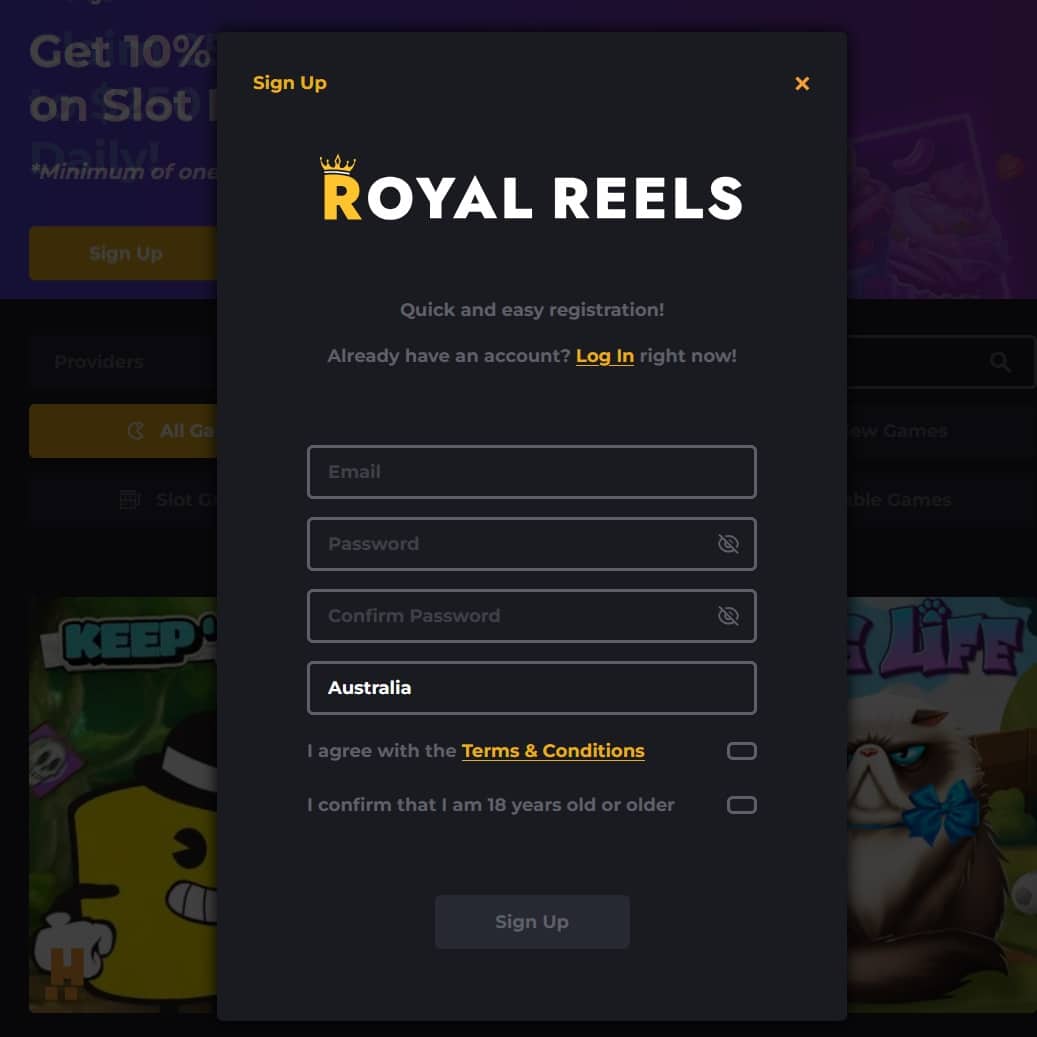 Get 10%
on Slot
Daily!
*Minimum of one
Sign Up
Sign Up
ROYAL REELS
Quick and easy registration!
Already have an account? Log In right now!
Providers
All Ga
ew Games
Slot G
ble Games
Email
Password
Confirm Password
Australia
I agree with the Terms & Conditions
I confirm that I am 18 years old or older
Sign Up
KEEP
LiFE